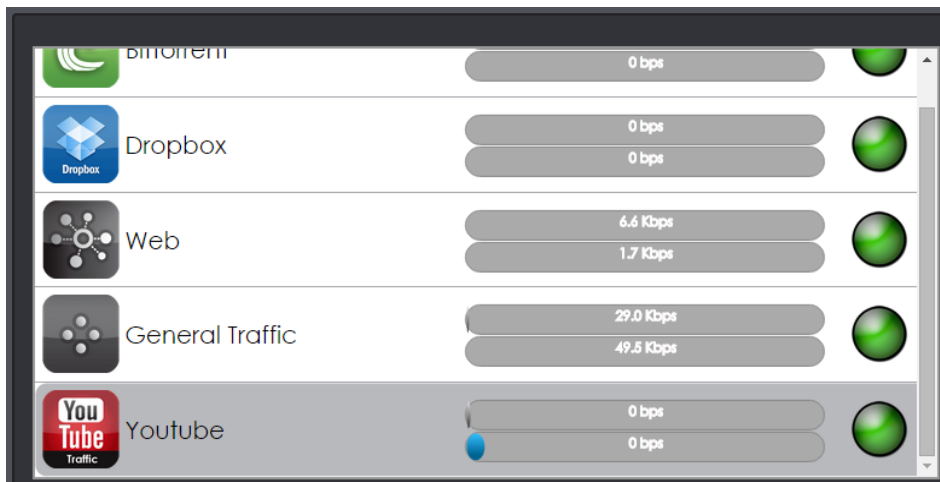 Bittorrent
0 bps
Dropbox
Dropbox
0 bps
0 bps
Web
6.6 Kbps
1.7 Kbps
General Traffic
29.0 Kbps
49.5 Kbps
You
Tube
Traffic
Youtube
0 bps
0 bps